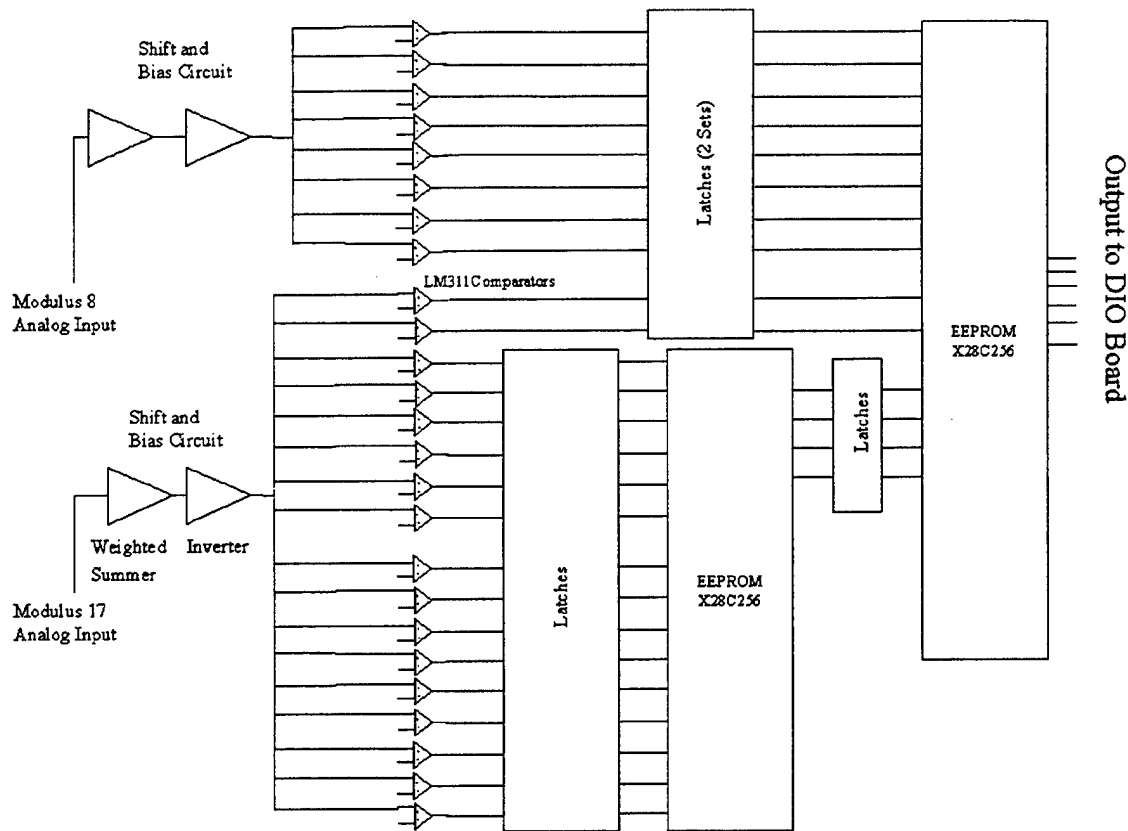 Shift and
Bias Circuit
Latches (2 Sets)
Output to DIO Board
LM311Comparators
Modulus 8
Analog Input
EEPROM
X28C256
Shift and
Bias Circuit
Latches
Weighted
Summer
Inverter
Latches
EEPROM
X28C256
Modulus 17
Analog Input